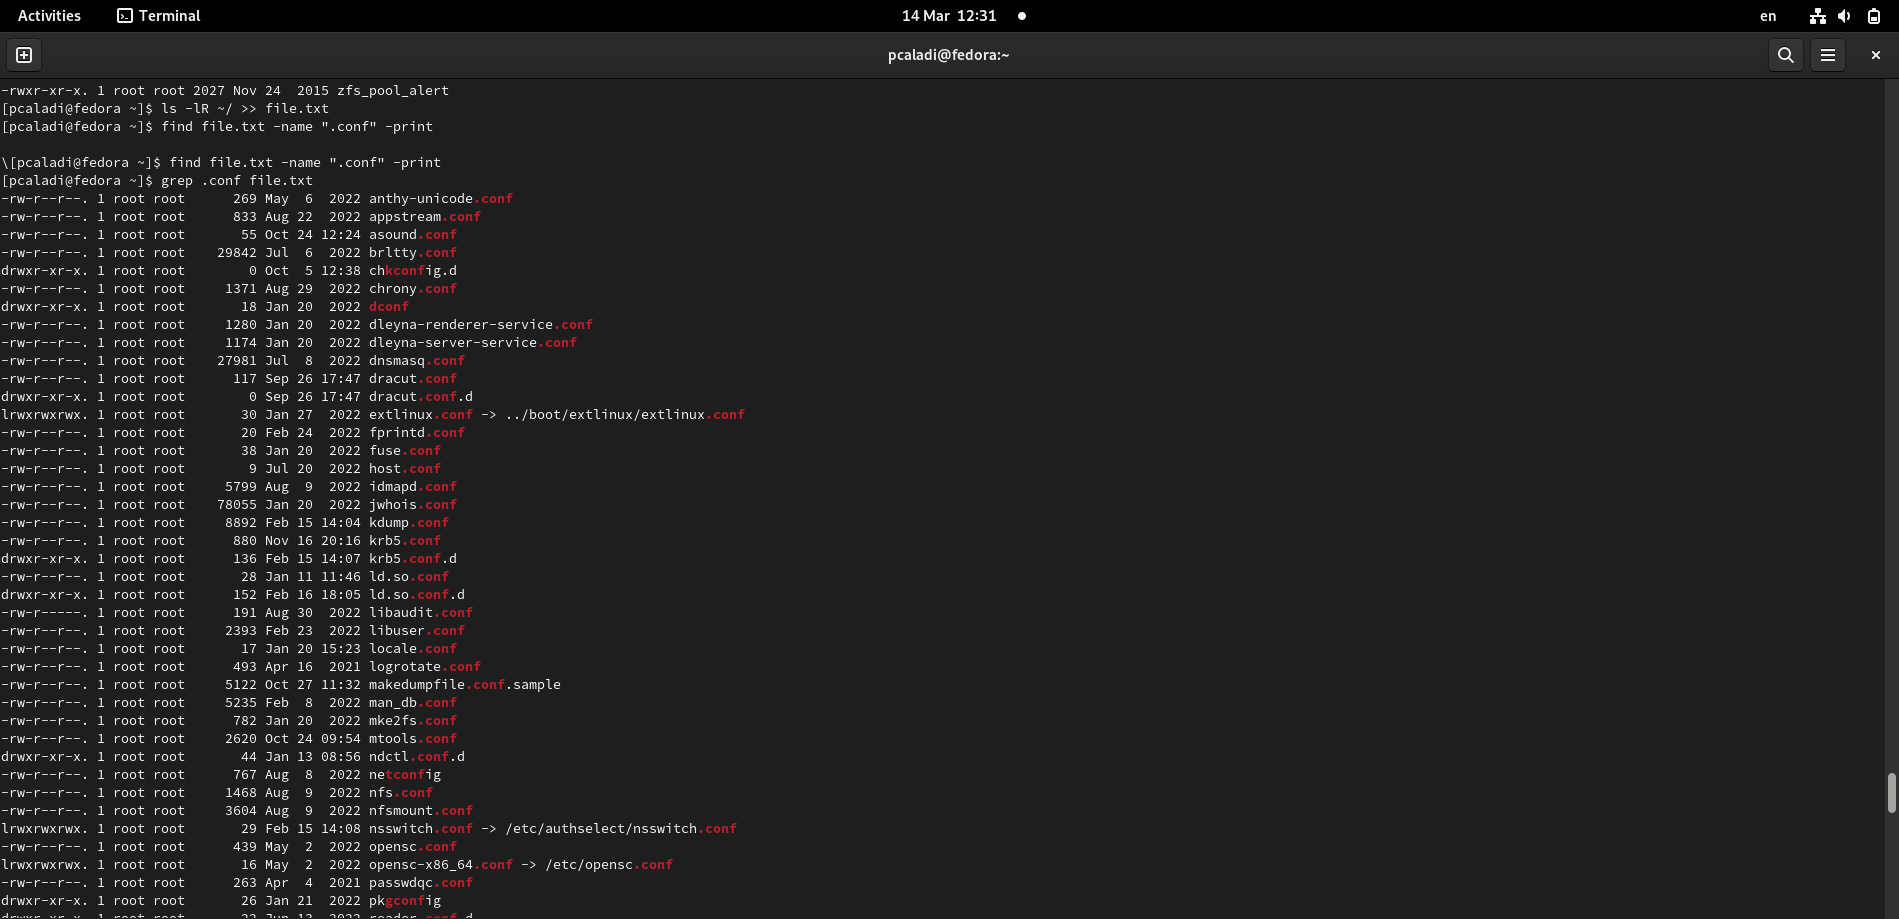 Activities Terminal 14 Mar 12:31 en
pcaladi@fedora:~
-rwxr-xr-x. 1 root root 2027 Nov 24  2015 zfs_pool_alert
[pcaladi@fedora ~]$ ls -lR ~/ >> file.txt
[pcaladi@fedora ~]$ find file.txt -name ".conf" -print
\[pcaladi@fedora ~]$ find file.txt -name ".conf" -print
[pcaladi@fedora ~]$ grep .conf file.txt
-rw-r--r--. 1 root root      269 May  6  2022 anthy-unicode.conf
-rw-r--r--. 1 root root      833 Aug 22  2022 appstream.conf
-rw-r--r--. 1 root root       55 Oct 24 12:24 asound.conf
-rw-r--r--. 1 root root    29842 Jul  6  2022 brltty.conf
drwxr-xr-x. 1 root root        0 Oct  5 12:38 chkconfig.d
-rw-r--r--. 1 root root     1371 Aug 29  2022 chrony.conf
drwxr-xr-x. 1 root root       18 Jan 20  2022 dconf
-rw-r--r--. 1 root root     1280 Jan 20  2022 dleyna-renderer-service.conf
-rw-r--r--. 1 root root     1174 Jan 20  2022 dleyna-server-service.conf
-rw-r--r--. 1 root root    27981 Jul  8  2022 dnsmasq.conf
-rw-r--r--. 1 root root      117 Sep 26 17:47 dracut.conf
drwxr-xr-x. 1 root root        0 Sep 26 17:47 dracut.conf.d
lrwxrwxrwx. 1 root root       30 Jan 27  2022 extlinux.conf -> ../boot/extlinux/extlinux.conf
-rw-r--r--. 1 root root       20 Feb 24  2022 fprintd.conf
-rw-r--r--. 1 root root       38 Jan 20  2022 fuse.conf
-rw-r--r--. 1 root root        9 Jul 20  2022 host.conf
-rw-r--r--. 1 root root     5799 Aug  9  2022 idmapd.conf
-rw-r--r--. 1 root root    78055 Jan 20  2022 jwhois.conf
-rw-r--r--. 1 root root     8892 Feb 15 14:04 kdump.conf
-rw-r--r--. 1 root root      880 Nov 16 20:16 krb5.conf
drwxr-xr-x. 1 root root      136 Feb 15 14:07 krb5.conf.d
-rw-r--r--. 1 root root       28 Jan 11 11:46 ld.so.conf
drwxr-xr-x. 1 root root      152 Feb 16 18:05 ld.so.conf.d
-rw-r-----. 1 root root      191 Aug 30  2022 libaudit.conf
-rw-r--r--. 1 root root     2393 Feb 23  2022 libuser.conf
-rw-r--r--. 1 root root       17 Jan 20 15:23 locale.conf
-rw-r--r--. 1 root root      493 Apr 16  2021 logrotate.conf
-rw-r--r--. 1 root root     5122 Oct 27 11:32 makedumpfile.conf.sample
-rw-r--r--. 1 root root     5235 Feb  8  2022 man_db.conf
-rw-r--r--. 1 root root      782 Jan 20  2022 mke2fs.conf
-rw-r--r--. 1 root root     2620 Oct 24 09:54 mtools.conf
drwxr-xr-x. 1 root root       44 Jan 13 08:56 ndctl.conf.d
-rw-r--r--. 1 root root      767 Aug  8  2022 netconfig
-rw-r--r--. 1 root root     1468 Aug  9  2022 nfs.conf
-rw-r--r--. 1 root root     3604 Aug  9  2022 nfsmount.conf
lrwxrwxrwx. 1 root root       29 Feb 15 14:08 nsswitch.conf -> /etc/authselect/nsswitch.conf
-rw-r--r--. 1 root root      439 May  2  2022 opensc.conf
lrwxrwxrwx. 1 root root       16 May  2  2022 opensc-x86_64.conf -> /etc/opensc.conf
-rw-r--r--. 1 root root      263 Apr  4  2021 passwdqc.conf
drwxr-xr-x. 1 root root       26 Jan 21  2022 pkgconfig
drwxr-xr-x. 1 root root       22 Jun 13  2022 reader.conf.d